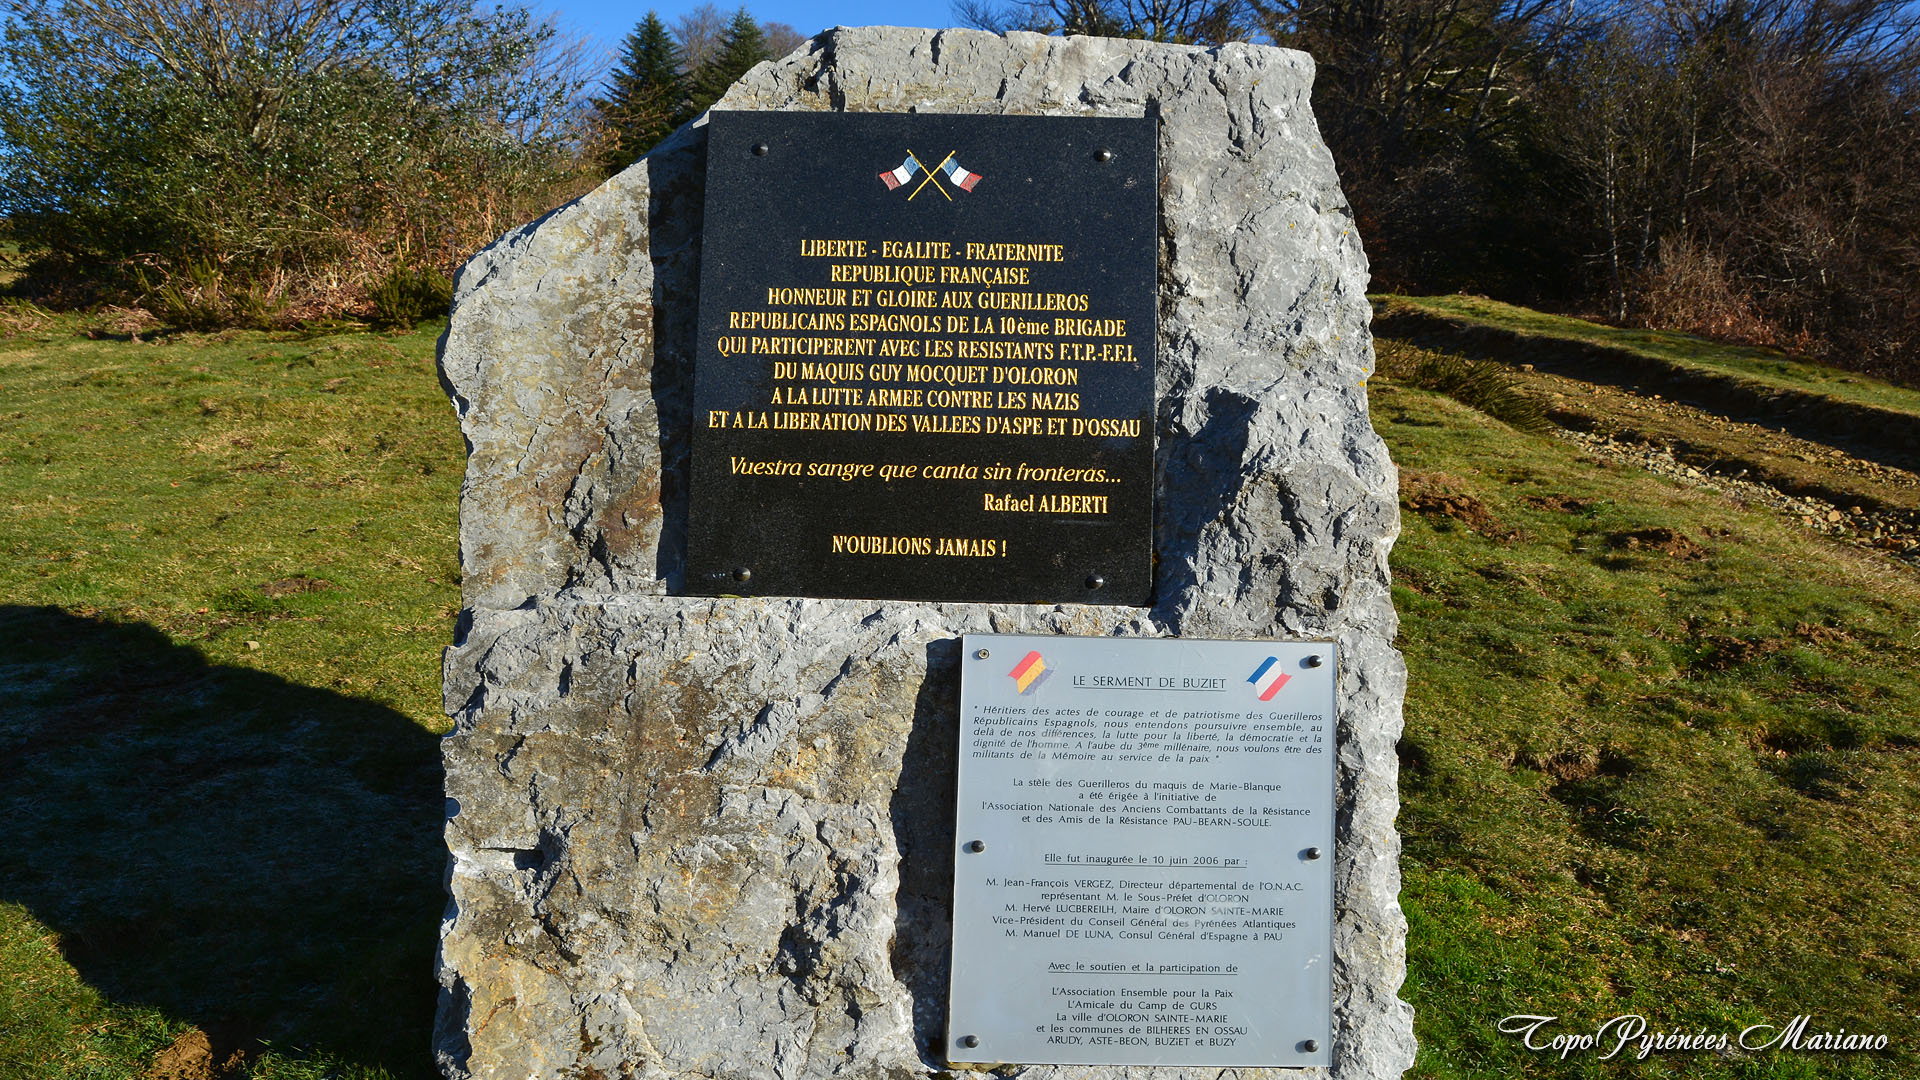 LIBERTE - EGALITE - FRATERNITE
REPUBLIQUE FRANÇAISE
HONNEUR ET GLOIRE AUX GUERILLEROS
REPUBLICAINS ESPAGNOLS DE LA 10ème BRIGADE
QUI PARTICIPERENT AVEC LES RESISTANTS F.T.P.-F.F.I.
DU MAQUIS GUY MOCQUET D'OLORON
A LA LUTTE ARMEE CONTRE LES NAZIS
ET A LA LIBERATION DES VALLEES D'ASPE ET D'OSSAU
Vuestra sangre que canta sin fronteras...
Rafael ALBERTI
N'OUBLIONS JAMAIS !
LE SERMENT DE BUZIET
" Héritiers des actes de courage et de patriotisme des Guerilleros
Républicains Espagnols, nous entendons poursuivre ensemble, au
delà de nos différences, la lutte pour la liberté, la démocratie et la
dignité de l'homme. A l'aube du 3ème millénaire, nous voulons être des
militants de la Mémoire au service de la paix "
La stèle des Guerilleros du maquis de Marie-Blanque
a été érigée à l'initiative de
l'Association Nationale des Anciens Combattants de la Résistance
et des Amis de la Résistance PAU-BEARN-SOULE.
Elle fut inaugurée le 10 juin 2006 par :
M. Jean-François VERGEZ, Directeur départemental de l'O.N.A.C.
représentant M. le Sous-Préfet d'OLORON
M. Hervé LUCBEREILH, Maire d'OLORON SAINTE-MARIE
Vice-Président du Conseil Général des Pyrénées Atlantiques
M. Manuel DE LUNA, Consul Général d'Espagne à PAU
Avec le soutien et la participation de
L'Association Ensemble pour la Paix
L'Amicale du Camp de GURS
La ville d'OLORON SAINTE-MARIE
et les communes de BILHERES EN OSSAU
ARUDY, ASTE-BEON, BUZIET et BUZY
TopoPyrénées Mariano